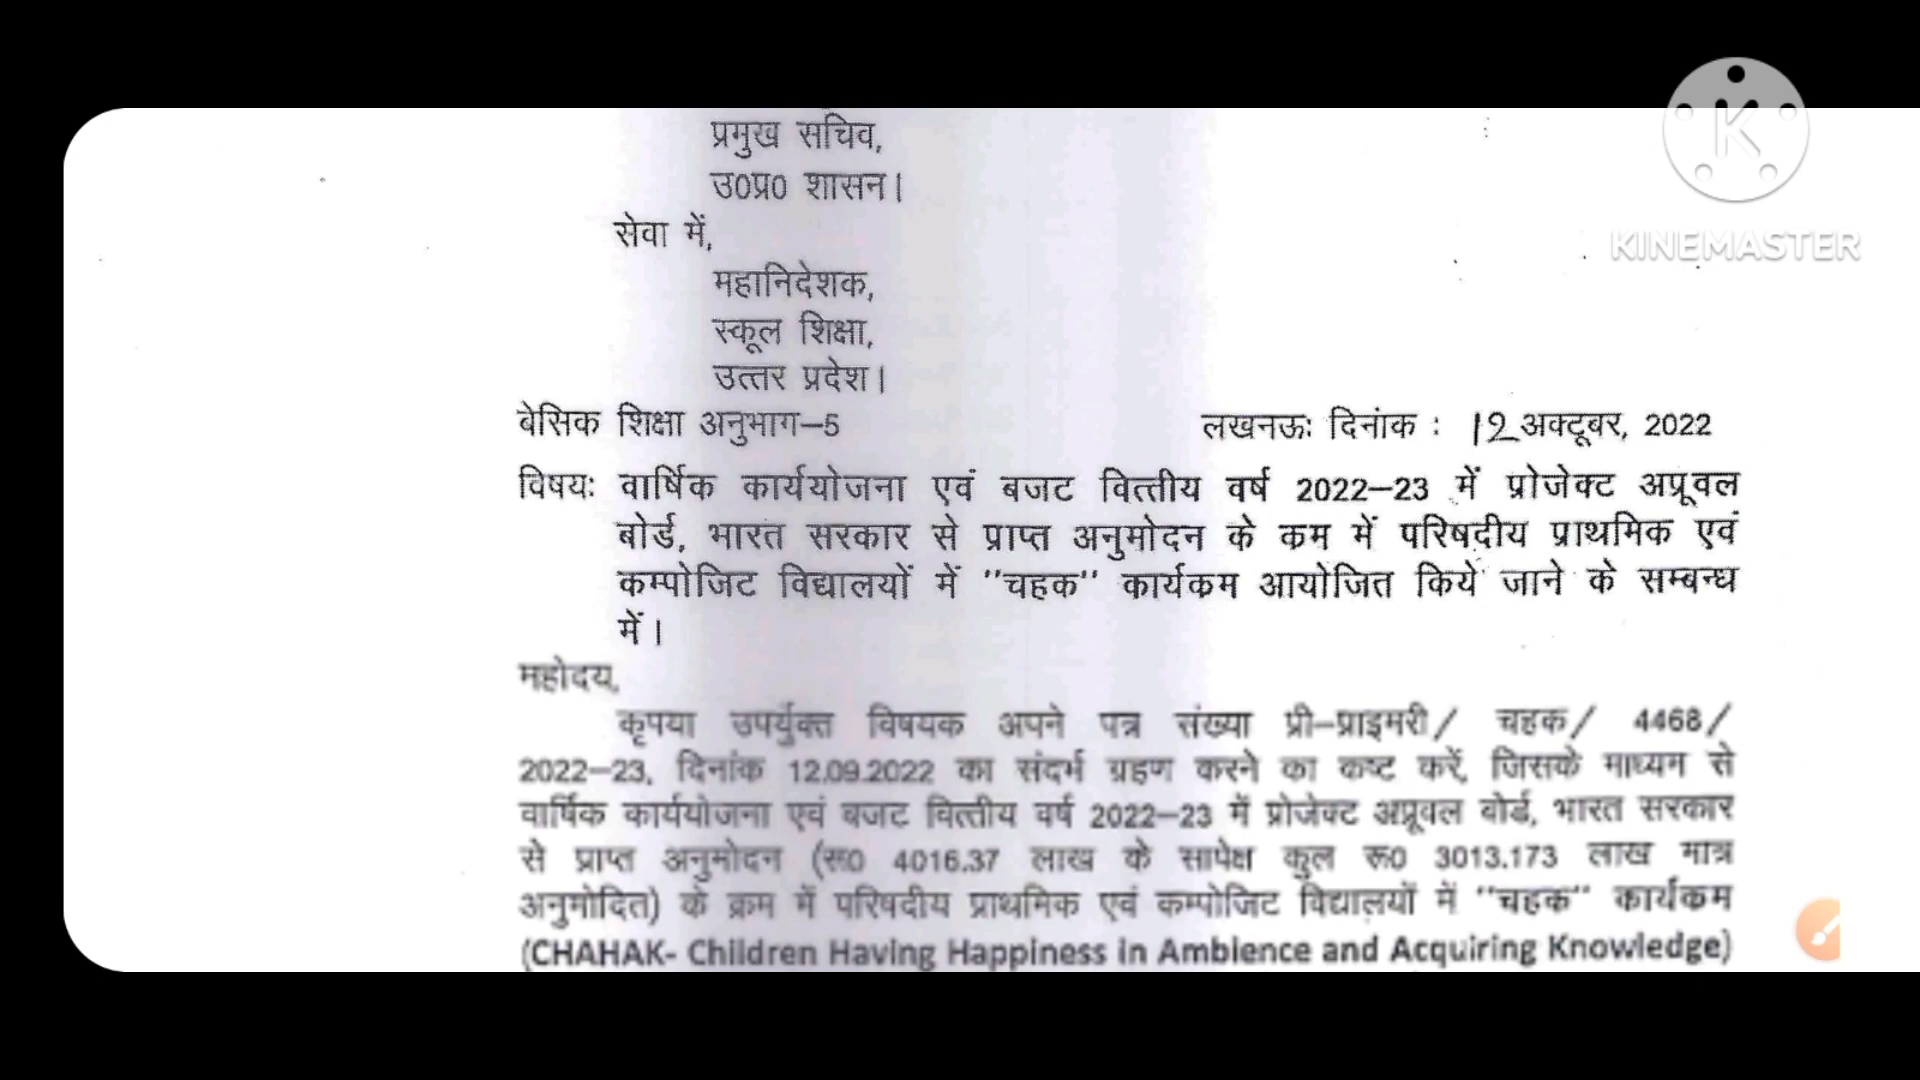 प्रमुख सचिव,
उ0प्र0 शासन।
सेवा में,
महानिदेशक,
स्कूल शिक्षा,
उत्तर प्रदेश।
बेसिक शिक्षा अनुभाग–5 लखनऊः दिनांक : 12 अक्टूबर, 2022
विषयः वार्षिक कार्ययोजना एवं बजट वित्तीय वर्ष 2022–23 में प्रोजेक्ट अप्रूवल
बोर्ड, भारत सरकार से प्राप्त अनुमोदन के कम में परिषदीय प्राथमिक एवं
कम्पोजिट विद्यालयों में ''चहक'' कार्यकम आयोजित किये जाने के सम्बन्ध
में।
महोदय,
कृपया उपर्युक्त विषयक अपने पत्र संख्या प्री–प्राइमरी/ चहक/ 4468/
2022–23, दिनांक 12.09.2022 का संदर्भ ग्रहण करने का कष्ट करें, जिसके माध्यम से
वार्षिक कार्ययोजना एवं बजट वित्तीय वर्ष 2022–23 में प्रोजेक्ट अप्रूवल बोर्ड, भारत सरकार
से प्राप्त अनुमोदन (रू0 4016.37 लाख के सापेक्ष कुल रू0 3013.173 लाख मात्र
अनुमोदित) के क्रम में परिषदीय प्राथमिक एवं कम्पोजिट विद्यालयों में ''चहक'' कार्यकम
(CHAHAK- Children Having Happiness in Ambience and Acquiring Knowledge)
K
KINEMASTER